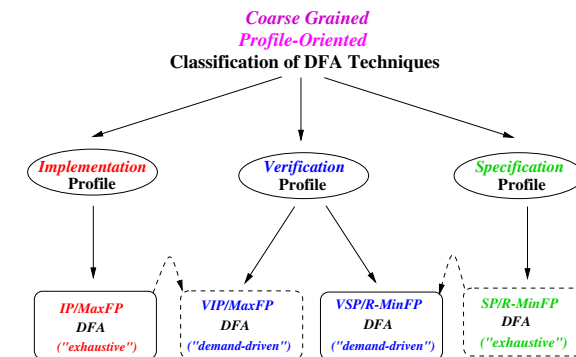 Coarse Grained
Profile-Oriented
Classification of DFA Techniques
Implementation
Profile
Verification
Profile
Specification
Profile
IP/MaxFP
DFA
("exhaustive")
VIP/MaxFP
DFA
("demand-driven")
VSP/R-MinFP
DFA
("demand-driven")
SP/R-MinFP
DFA
("exhaustive")